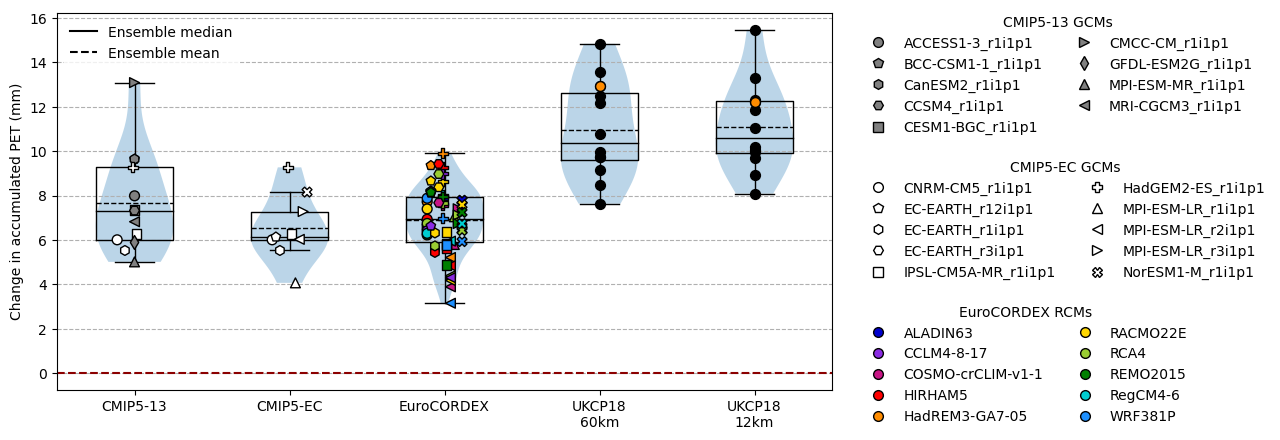 Change in accumulated PET (mm)
16
14
12
10
8
6
4
2
0
Ensemble median
Ensemble mean
CMIP5-13
CMIP5-EC
EuroCORDEX
UKCP18
60km
UKCP18
12km
CMIP5-13 GCMs
ACCESS1-3_r1i1p1
BCC-CSM1-1_r1i1p1
CanESM2_r1i1p1
CCSM4_r1i1p1
CESM1-BGC_r1i1p1
CMCC-CM_r1i1p1
GFDL-ESM2G_r1i1p1
MPI-ESM-MR_r1i1p1
MRI-CGCM3_r1i1p1
CMIP5-EC GCMs
CNRM-CM5_r1i1p1
EC-EARTH_r12i1p1
EC-EARTH_r1i1p1
EC-EARTH_r3i1p1
IPSL-CM5A-MR_r1i1p1
HadGEM2-ES_r1i1p1
MPI-ESM-LR_r1i1p1
MPI-ESM-LR_r2i1p1
MPI-ESM-LR_r3i1p1
NorESM1-M_r1i1p1
EuroCORDEX RCMs
ALADIN63
CCLM4-8-17
COSMO-crCLIM-v1-1
HIRHAM5
HadREM3-GA7-05
RACMO22E
RCA4
REMO2015
RegCM4-6
WRF381P